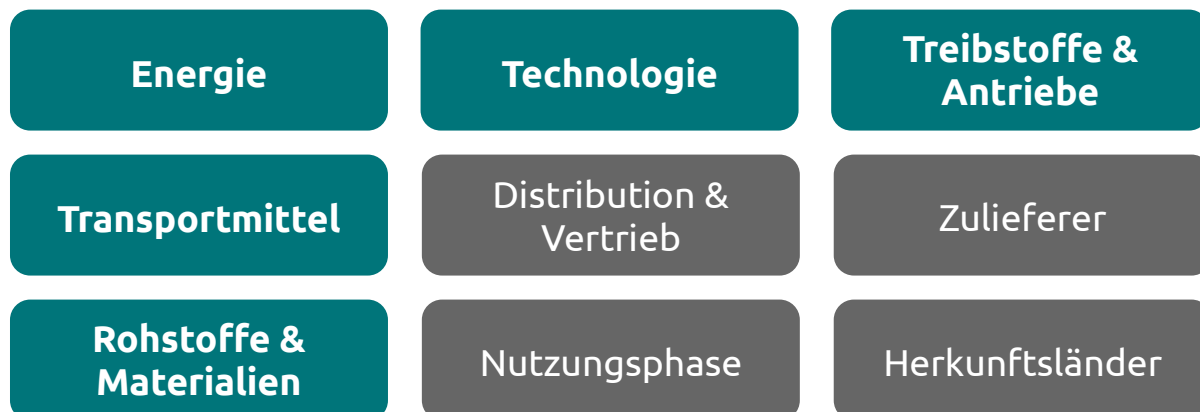 Energie
Technologie
Treibstoffe &
Antriebe
Transportmittel
Distribution &
Vertrieb
Zulieferer
Rohstoffe &
Materialien
Nutzungsphase
Herkunftsländer